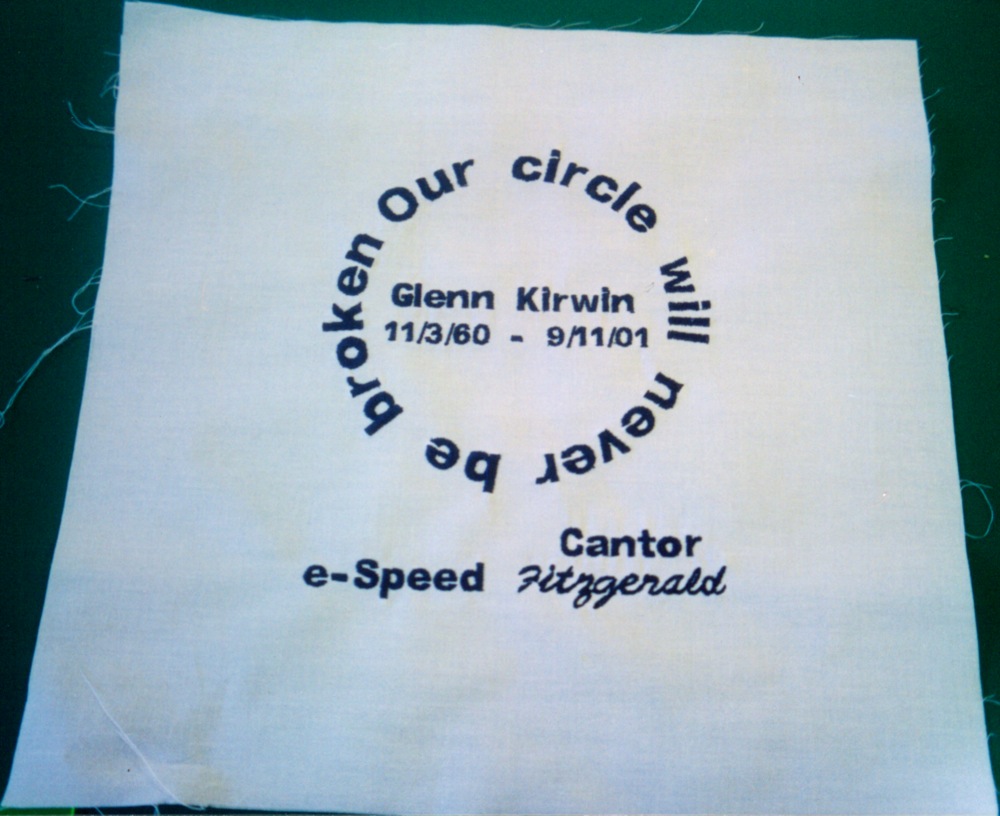 Our circle will never be broken
Glenn Kirwin
11/3/60 - 9/11/01
e-Speed
Cantor
Fitzgerald